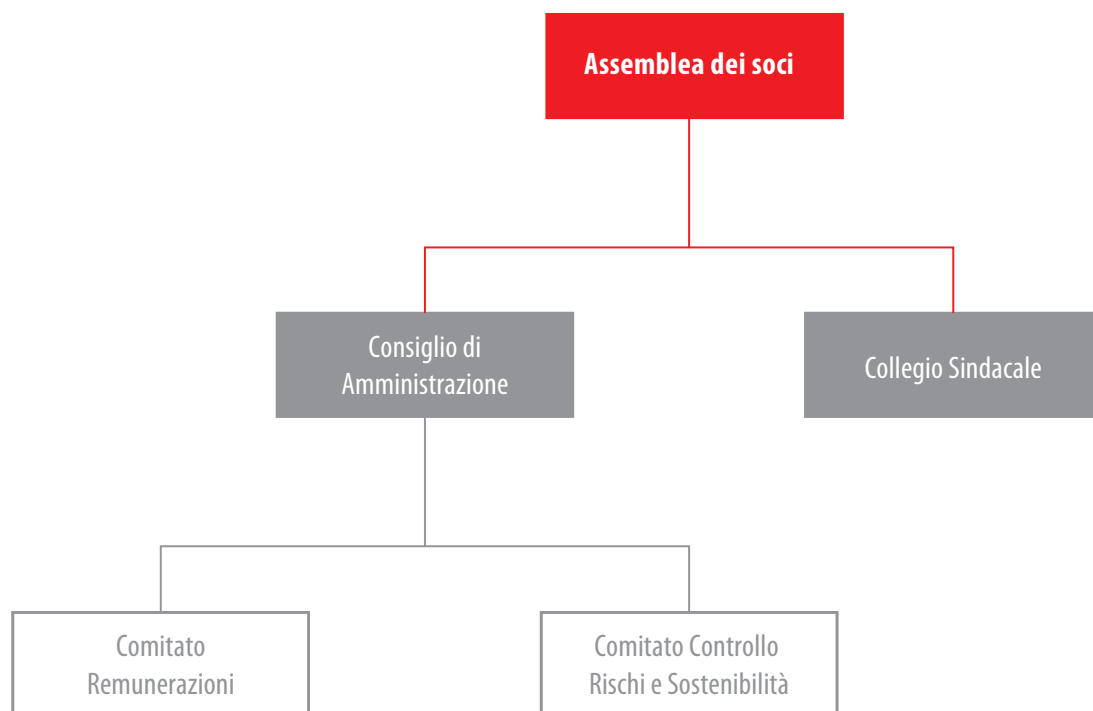 Assemblea dei soci
Consiglio di
Amministrazione
Collegio Sindacale
Comitato
Remunerazioni
Comitato Controllo
Rischi e Sostenibilità